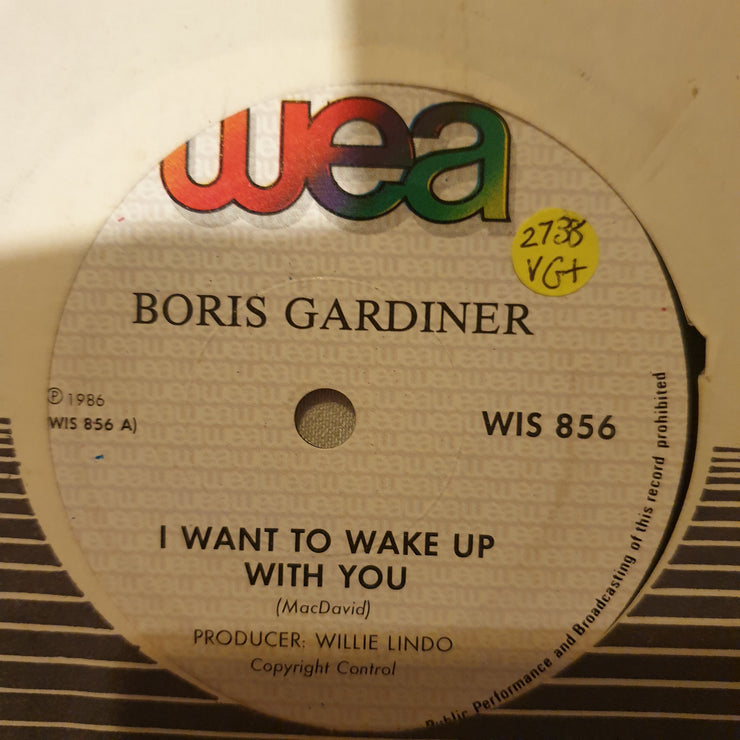 wea
2738
VG+
BORIS GARDINER
℗ 1986
WIS 856 A)
WIS 856
I WANT TO WAKE UP
WITH YOU
(MacDavid)
PRODUCER: WILLIE LINDO
Copyright Control
Public Performance and Broadcasting of this record prohibited